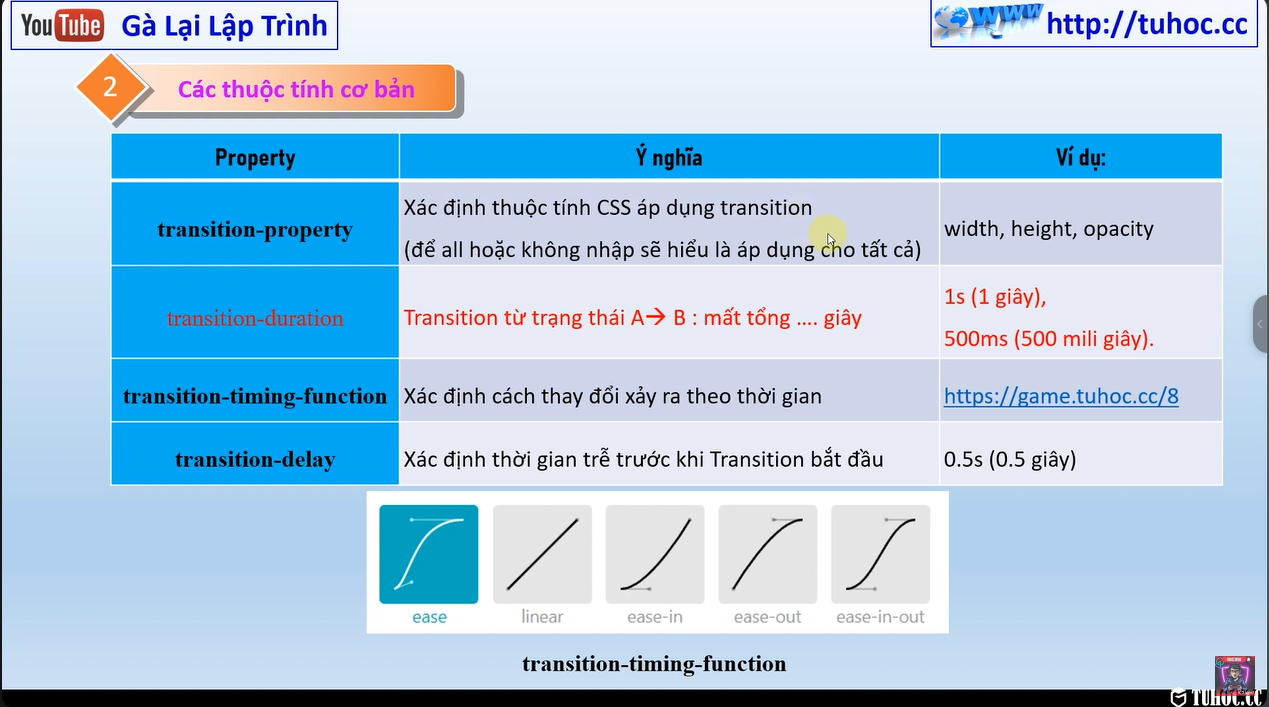 YouTube Gà Lại Lập Trình
www http://tuhoc.cc
2 Các thuộc tính cơ bản
Property Ý nghĩa Ví dụ:
transition-property
Xác định thuộc tính CSS áp dụng transition
(để all hoặc không nhập sẽ hiểu là áp dụng cho tất cả)
width, height, opacity
transition-duration
Transition từ trạng thái A→ B : mất tổng .... giây
1s (1 giây),
500ms (500 mili giây).
transition-timing-function Xác định cách thay đổi xảy ra theo thời gian https://game.tuhoc.cc/8
transition-delay Xác định thời gian trễ trước khi Transition bắt đầu 0.5s (0.5 giây)
ease linear ease-in ease-out ease-in-out
transition-timing-function
TUHOC.CC